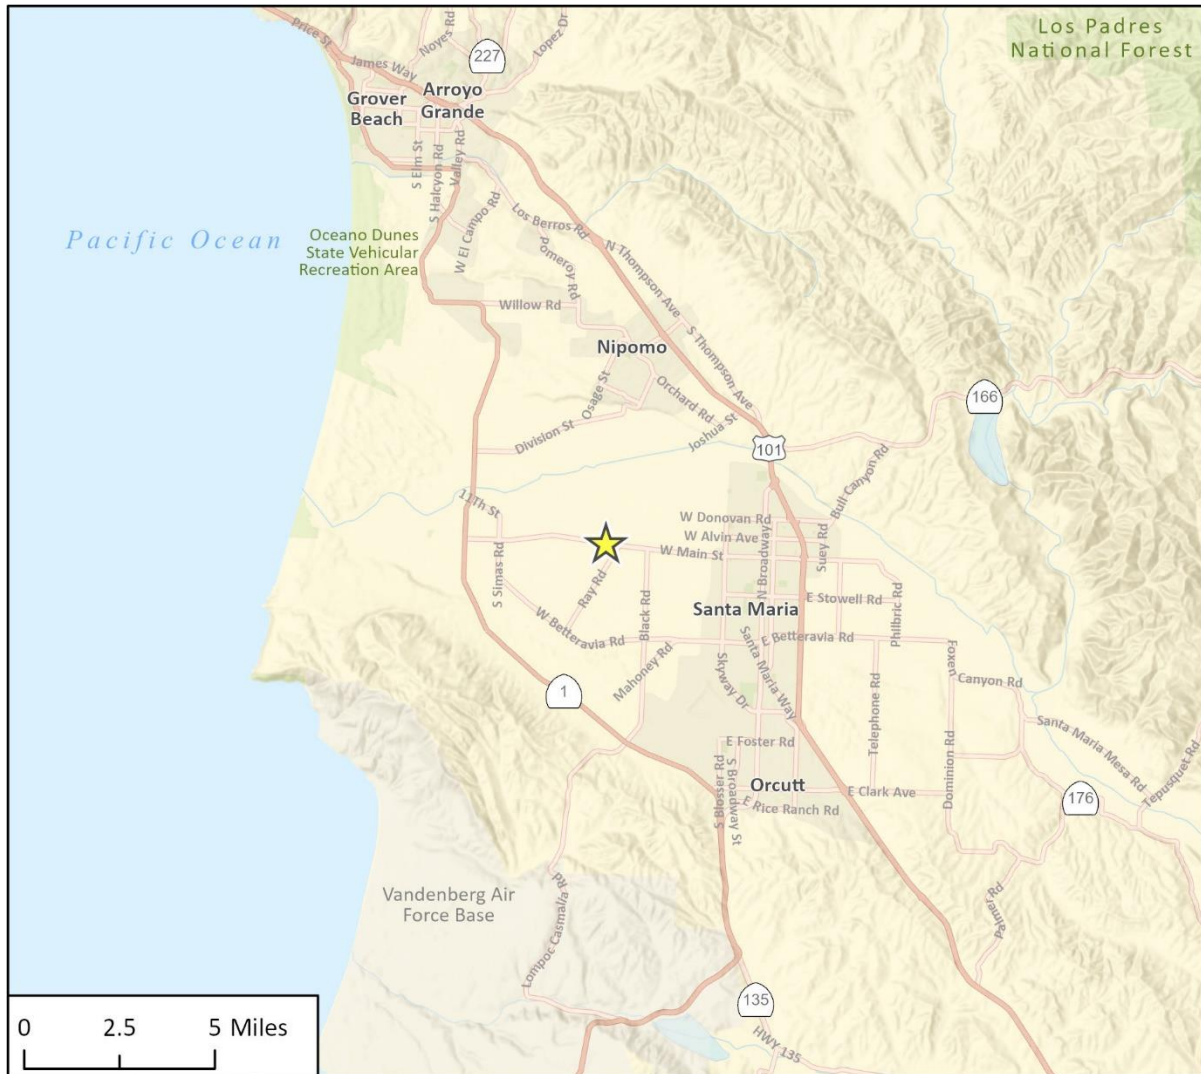 Price St
Noyes Rd
227
Lopez Dr
Los Padres
National Forest
James Way
Grover
Beach
Arroyo
Grande
S Elm St
S Halcyon Rd
Valley Rd
Pacific Ocean
Oceano Dunes
State Vehicular
Recreation Area
W El Campo Rd
Los Berros Rd
Pomeroy Rd
N Thompson Ave
Willow Rd
Nipomo
S Thompson Ave
Osage St
Orchard Rd
166
Division St
Joshua St
101
Bull Canyon Rd
11Th St
W Donovan Rd
W Alvin Ave
W Main St
N Broadway
Suey Rd
S Simas Rd
Ray Rd
Black Rd
Santa Maria
E Stowell Rd
Philbric Rd
W Betteravia Rd
E Betteravia Rd
Mahoney Rd
Skyway Dr
Santa Maria Way
Telephone Rd
Foxen
Canyon Rd
1
Santa Maria Mesa Rd
Tepusquet Rd
E Foster Rd
Dominion Rd
S Blosser Rd
S Broadway St
Orcutt
E Clark Ave
E Rice Ranch Rd
176
Palmer Rd
Vandenberg Air
Force Base
Lompoc Casmalia Rd
135
HWY 135
0 2.5 5 Miles